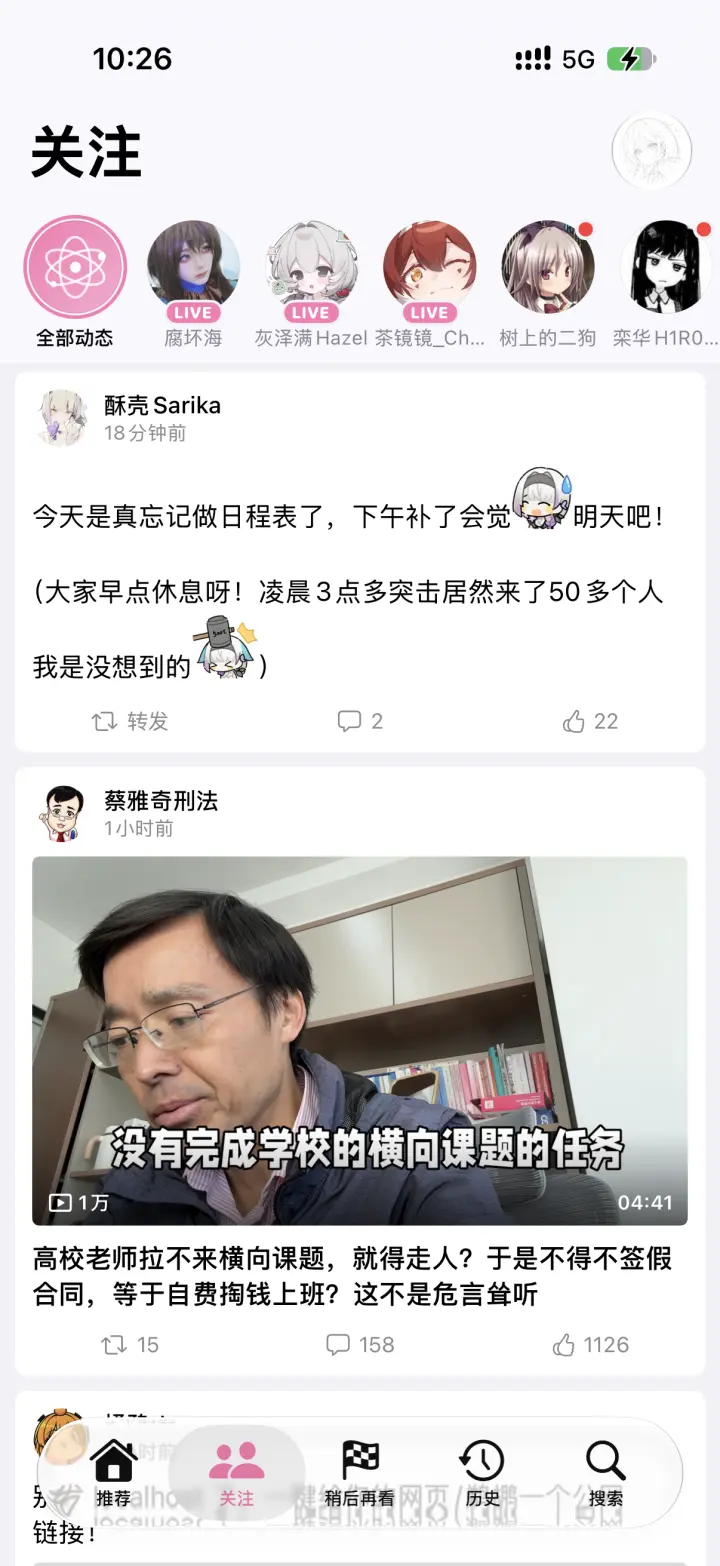 10:26
5G
关注
LIVE
LIVE
LIVE
全部动态
腐坏海
灰泽满Hazel
茶镜镜_Ch...
树上的二狗
栾华H1R0...
酥壳Sarika
18分钟前
今天是真忘记做日程表了，下午补了会觉明天吧！
（大家早点休息呀！凌晨3点多突击居然来了50多个人
我是没想到的）
转发
2
22
蔡雅奇刑法
1小时前
没有完成学校的横向课题的任务
1万
04:41
高校老师拉不来横向课题，就得走人？于是不得不签假
合同，等于自费掏钱上班？这不是危言耸听
15
158
1126
推荐
关注
稍后再看
历史
搜索
链接！